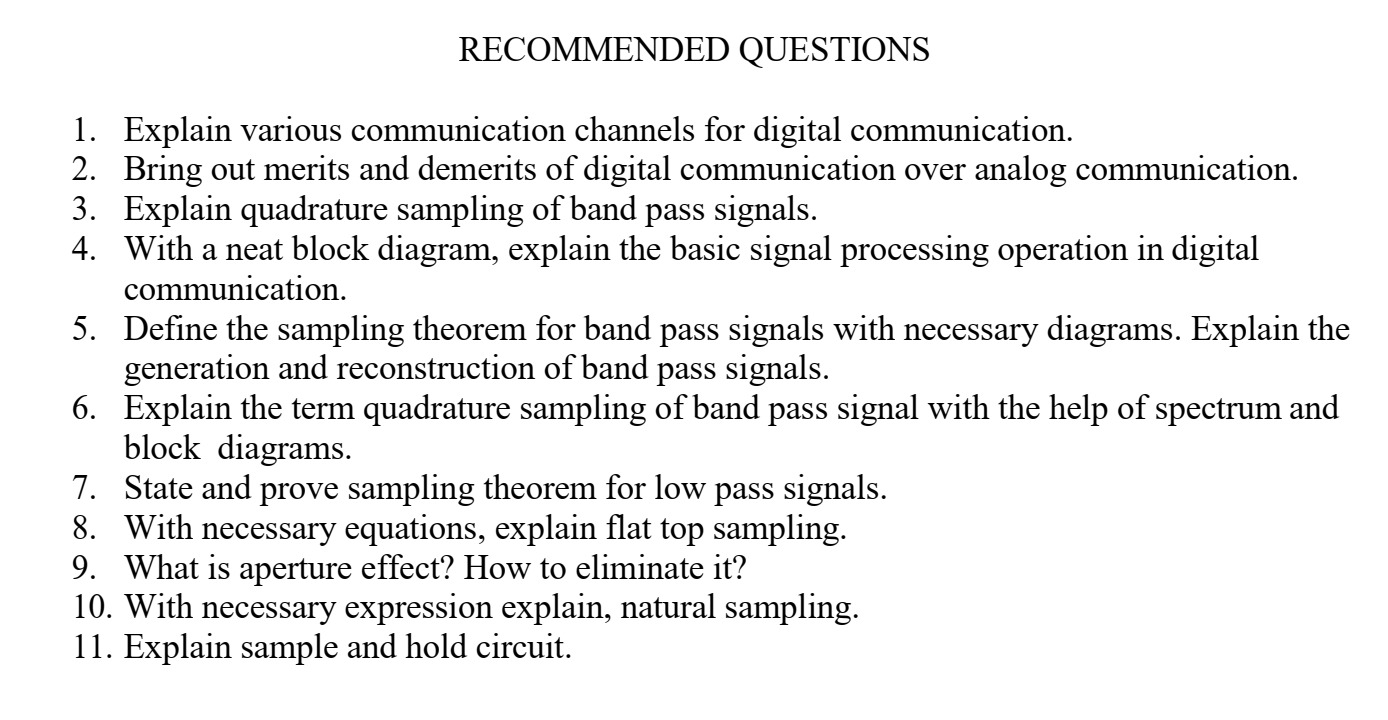 RECOMMENDED QUESTIONS
1. Explain various communication channels for digital communication.
2. Bring out merits and demerits of digital communication over analog communication.
3. Explain quadrature sampling of band pass signals.
4. With a neat block diagram, explain the basic signal processing operation in digital
communication.
5. Define the sampling theorem for band pass signals with necessary diagrams. Explain the
generation and reconstruction of band pass signals.
6. Explain the term quadrature sampling of band pass signal with the help of spectrum and
block  diagrams.
7. State and prove sampling theorem for low pass signals.
8. With necessary equations, explain flat top sampling.
9. What is aperture effect? How to eliminate it?
10. With necessary expression explain, natural sampling.
11. Explain sample and hold circuit.